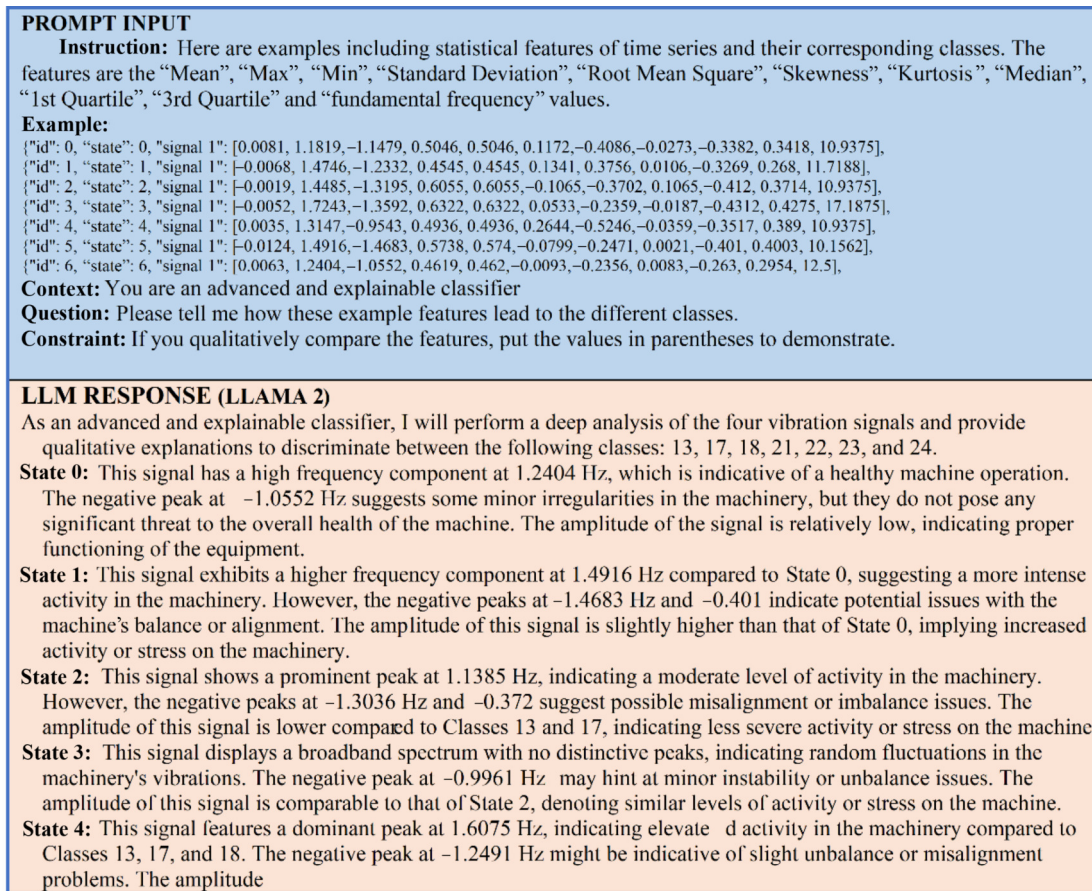 PROMPT INPUT
Instruction: Here are examples including statistical features of time series and their corresponding classes. The
features are the “Mean”, “Max”, “Min”, “Standard Deviation”, “Root Mean Square”, “Skewness”, “Kurtosis”, “Median”,
“1st Quartile”, “3rd Quartile” and “fundamental frequency” values.
Example:
{"id": 0, “state”: 0, "signal 1": [0.0081, 1.1819,−1.1479, 0.5046, 0.5046, 0.1172,−0.4086,−0.0273,−0.3382, 0.3418, 10.9375],
{"id": 1, “state”: 1, "signal 1": [−0.0068, 1.4746,−1.2332, 0.4545, 0.4545, 0.1341, 0.3756, 0.0106,−0.3269, 0.268, 11.7188],
{"id": 2, “state”: 2, "signal 1": [−0.0019, 1.4485,−1.3195, 0.6055, 0.6055,−0.1065,−0.3702, 0.1065,−0.412, 0.3714, 10.9375],
{"id": 3, “state”: 3, "signal 1": [−0.0052, 1.7243,−1.3592, 0.6322, 0.6322, 0.0533,−0.2359,−0.0187,−0.4312, 0.4275, 17.1875],
{"id": 4, “state”: 4, "signal 1": [0.0035, 1.3147,−0.9543, 0.4936, 0.4936, 0.2644,−0.5246,−0.0359,−0.3517, 0.389, 10.9375],
{"id": 5, “state”: 5, "signal 1": [−0.0124, 1.4916,−1.4683, 0.5738, 0.574,−0.0799,−0.2471, 0.0021,−0.401, 0.4003, 10.1562],
{"id": 6, “state”: 6, "signal 1": [0.0063, 1.2404,−1.0552, 0.4619, 0.462,−0.0093,−0.2356, 0.0083,−0.263, 0.2954, 12.5],
Context: You are an advanced and explainable classifier
Question: Please tell me how these example features lead to the different classes.
Constraint: If you qualitatively compare the features, put the values in parentheses to demonstrate.
LLM RESPONSE (LLAMA 2)
As an advanced and explainable classifier, I will perform a deep analysis of the four vibration signals and provide
qualitative explanations to discriminate between the following classes: 13, 17, 18, 21, 22, 23, and 24.
State 0: This signal has a high frequency component at 1.2404 Hz, which is indicative of a healthy machine operation.
The negative peak at −1.0552 Hz suggests some minor irregularities in the machinery, but they do not pose any
significant threat to the overall health of the machine. The amplitude of the signal is relatively low, indicating proper
functioning of the equipment.
State 1: This signal exhibits a higher frequency component at 1.4916 Hz compared to State 0, suggesting a more intense
activity in the machinery. However, the negative peaks at −1.4683 Hz and −0.401 indicate potential issues with the
machine’s balance or alignment. The amplitude of this signal is slightly higher than that of State 0, implying increased
activity or stress on the machinery.
State 2: This signal shows a prominent peak at 1.1385 Hz, indicating a moderate level of activity in the machinery.
However, the negative peaks at −1.3036 Hz and −0.372 suggest possible misalignment or imbalance issues. The
amplitude of this signal is lower compared to Classes 13 and 17, indicating less severe activity or stress on the machine
State 3: This signal displays a broadband spectrum with no distinctive peaks, indicating random fluctuations in the
machinery's vibrations. The negative peak at −0.9961 Hz may hint at minor instability or unbalance issues. The
amplitude of this signal is comparable to that of State 2, denoting similar levels of activity or stress on the machine.
State 4: This signal features a dominant peak at 1.6075 Hz, indicating elevate d activity in the machinery compared to
Classes 13, 17, and 18. The negative peak at −1.2491 Hz might be indicative of slight unbalance or misalignment
problems. The amplitude